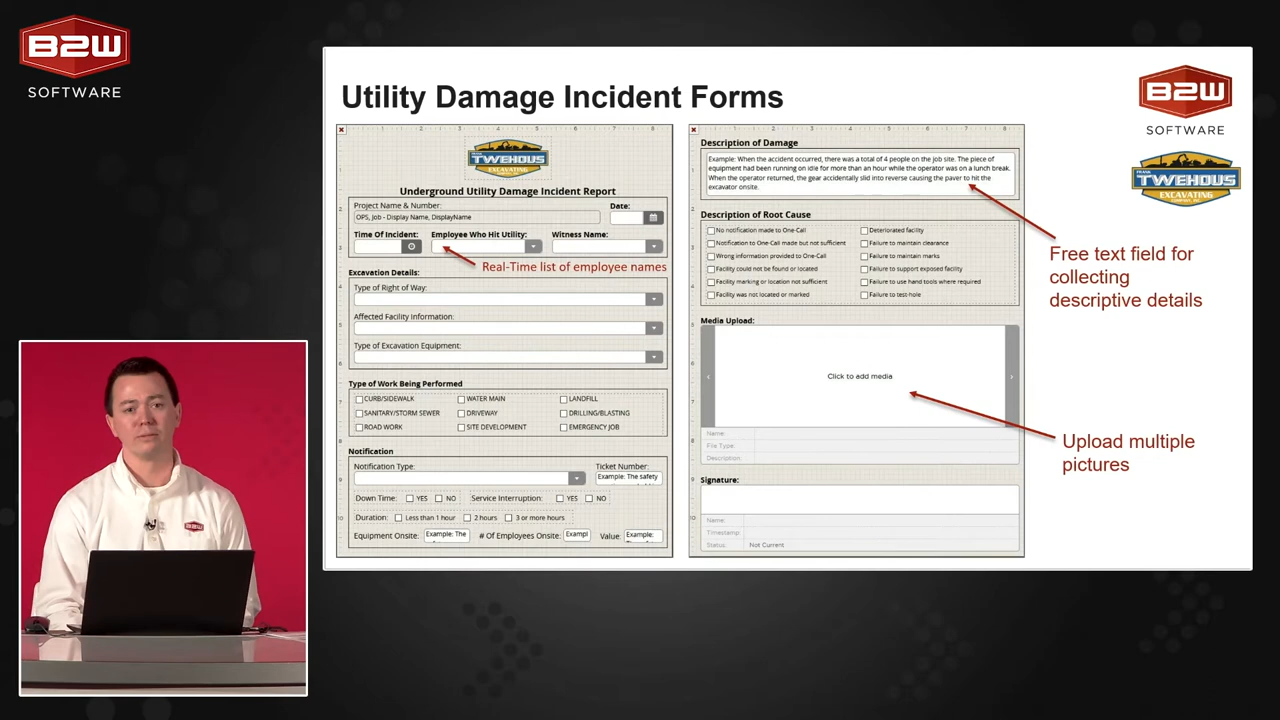 B2W
SOFTWARE
Utility Damage Incident Forms
B2W
SOFTWARE
TWEHOUS
EXCAVATING
TWEHOUS
Underground Utility Damage Incident Report
Project Name & Number:
Date:
OPS, Job - Display Name, DisplayName
Time Of Incident:
Employee Who Hit Utility:
Witness Name:
Real-Time list of employee names
Excavation Details:
Type of Right of Way:
Affected Facility Information:
Type of Excavation Equipment:
Type of Work Being Performed
CURB/SIDEWALK
WATER MAIN
LANDFILL
SANITARY/STORM SEWER
DRIVEWAY
DRILLING/BLASTING
ROAD WORK
SITE DEVELOPMENT
EMERGENCY JOB
Notification
Notification Type:
Ticket Number:
Example: The safety
Down Time: YES NO
Service Interruption: YES NO
Duration: Less than 1 hour 2 hours 3 or more hours
Equipment Onsite: Example: The
# Of Employees Onsite: Exampl
Value: Example:
Description of Damage
Example: When the accident occurred, there was a total of 4 people on the job site. The piece of
equipment had been running on idle for more than an hour while the operator was on a lunch break.
When the operator returned, the gear accidentally slid into reverse causing the paver to hit the
excavator onsite.
Description of Root Cause
No notification made to One-Call
Deteriorated facility
Notification to One-Call made but not sufficient
Failure to maintain clearance
Wrong information provided to One-Call
Failure to maintain marks
Facility could not be found or located
Failure to support exposed facility
Facility marking or location not sufficient
Failure to use hand tools where required
Facility was not located or marked
Failure to test-hole
Media Upload:
Click to add media
Name:
File Type:
Description:
Signature:
Name:
Timestamp:
Status: Not Current
Free text field for
collecting
descriptive details
Upload multiple
pictures